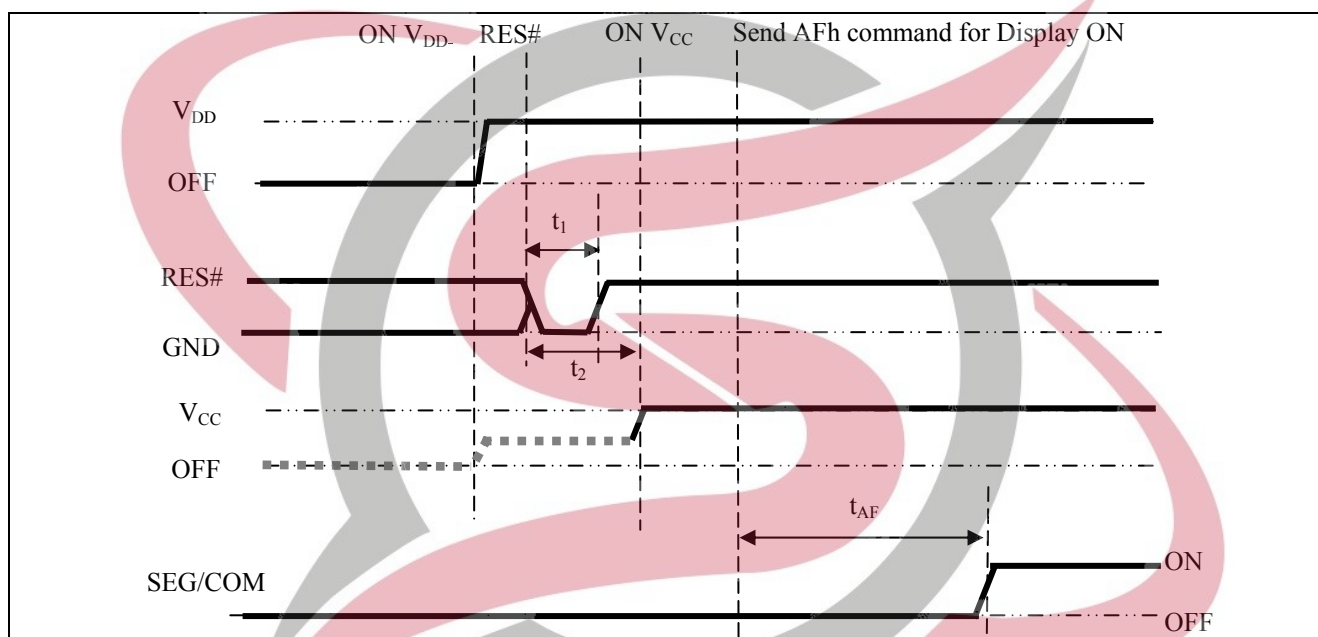 ON VDD- RES# ON VCC Send AFh command for Display ON
VDD
OFF
t1
RES#
GND
t2
VCC
OFF
tAF
SEG/COM
ON
OFF